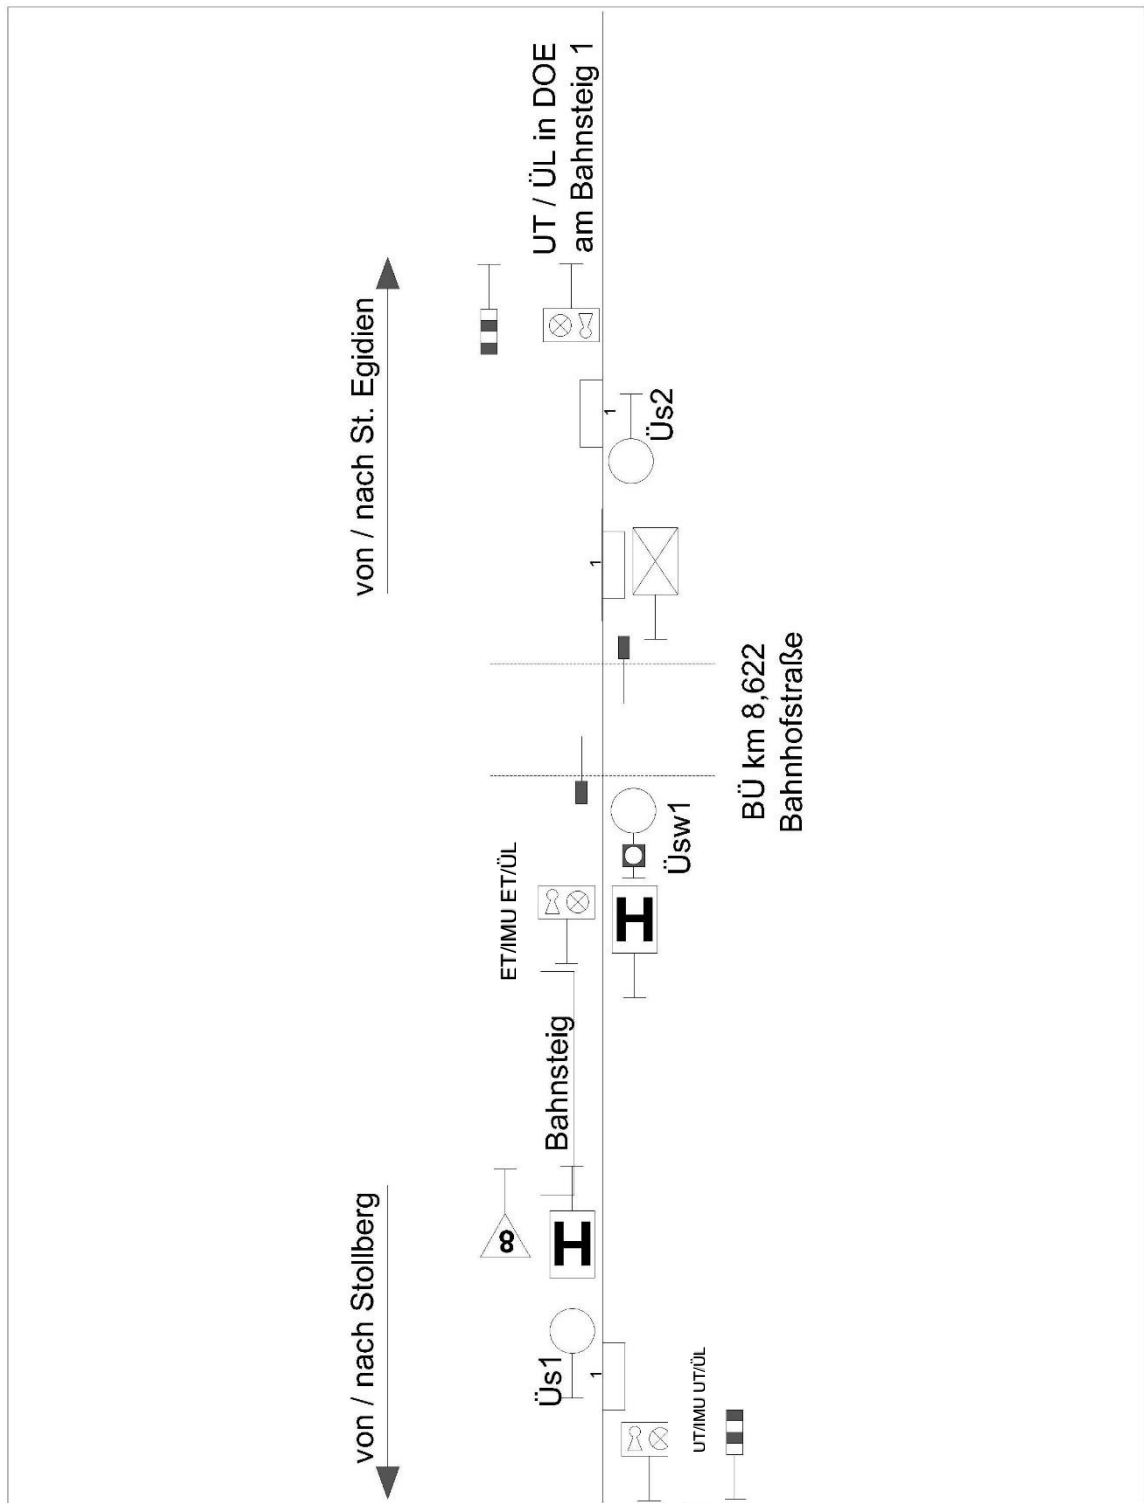 von / nach Stollberg
von / nach St. Egidien
8
H
Bahnsteig
ET/IMU ET/ÜL
UT / ÜL in DOE
am Bahnsteig 1
Üs1
1
UT/IMU UT/ÜL
H
Üsw1
BÜ km 8,622
Bahnhofstraße
1
1
Üs2